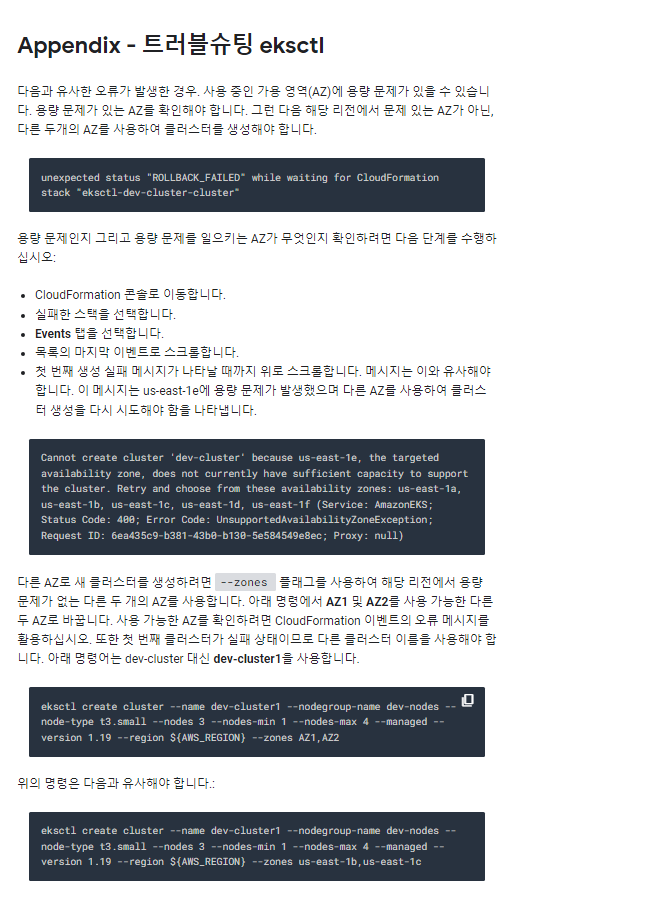 Appendix - 트러블슈팅 eksctl
다음과 유사한 오류가 발생한 경우. 사용 중인 가용 영역(AZ)에 용량 문제가 있을 수 있습니
다. 용량 문제가 있는 AZ를 확인해야 합니다. 그런 다음 해당 리전에서 문제 있는 AZ가 아닌,
다른 두개의 AZ를 사용하여 클러스터를 생성해야 합니다.
unexpected status "ROLLBACK_FAILED" while waiting for CloudFormation
stack "eksctl-dev-cluster-cluster"
용량 문제인지 그리고 용량 문제를 일으키는 AZ가 무엇인지 확인하려면 다음 단계를 수행하
십시오:
• CloudFormation 콘솔로 이동합니다.
• 실패한 스택을 선택합니다.
• Events 탭을 선택합니다.
• 목록의 마지막 이벤트로 스크롤합니다.
• 첫 번째 생성 실패 메시지가 나타날 때까지 위로 스크롤합니다. 메시지는 이와 유사해야
합니다. 이 메시지는 us-east-1e에 용량 문제가 발생했으며 다른 AZ를 사용하여 클러스
터 생성을 다시 시도해야 함을 나타냅니다.
Cannot create cluster 'dev-cluster' because us-east-1e, the targeted
availability zone, does not currently have sufficient capacity to support
the cluster. Retry and choose from these availability zones: us-east-1a,
us-east-1b, us-east-1c, us-east-1d, us-east-1f (Service: AmazonEKS;
Status Code: 400; Error Code: UnsupportedAvailabilityZoneException;
Request ID: 6ea435c9-b381-43b0-b130-5e584549e8ec; Proxy: null)
다른 AZ로 새 클러스터를 생성하려면 --zones 플래그를 사용하여 해당 리전에서 용량
문제가 없는 다른 두 개의 AZ를 사용합니다. 아래 명령에서 AZ1 및 AZ2를 사용 가능한 다른
두 AZ로 바꿉니다. 사용 가능한 AZ를 확인하려면 CloudFormation 이벤트의 오류 메시지를
활용하십시오. 또한 첫 번째 클러스터가 실패 상태이므로 다른 클러스터 이름을 사용해야 합
니다. 아래 명령어는 dev-cluster 대신 dev-cluster1을 사용합니다.
eksctl create cluster --name dev-cluster1 --nodegroup-name dev-nodes --
node-type t3.small --nodes 3 --nodes-min 1 --nodes-max 4 --managed --
version 1.19 --region ${AWS_REGION} --zones AZ1,AZ2
위의 명령은 다음과 유사해야 합니다.:
eksctl create cluster --name dev-cluster1 --nodegroup-name dev-nodes --
node-type t3.small --nodes 3 --nodes-min 1 --nodes-max 4 --managed --
version 1.19 --region ${AWS_REGION} --zones us-east-1b,us-east-1c